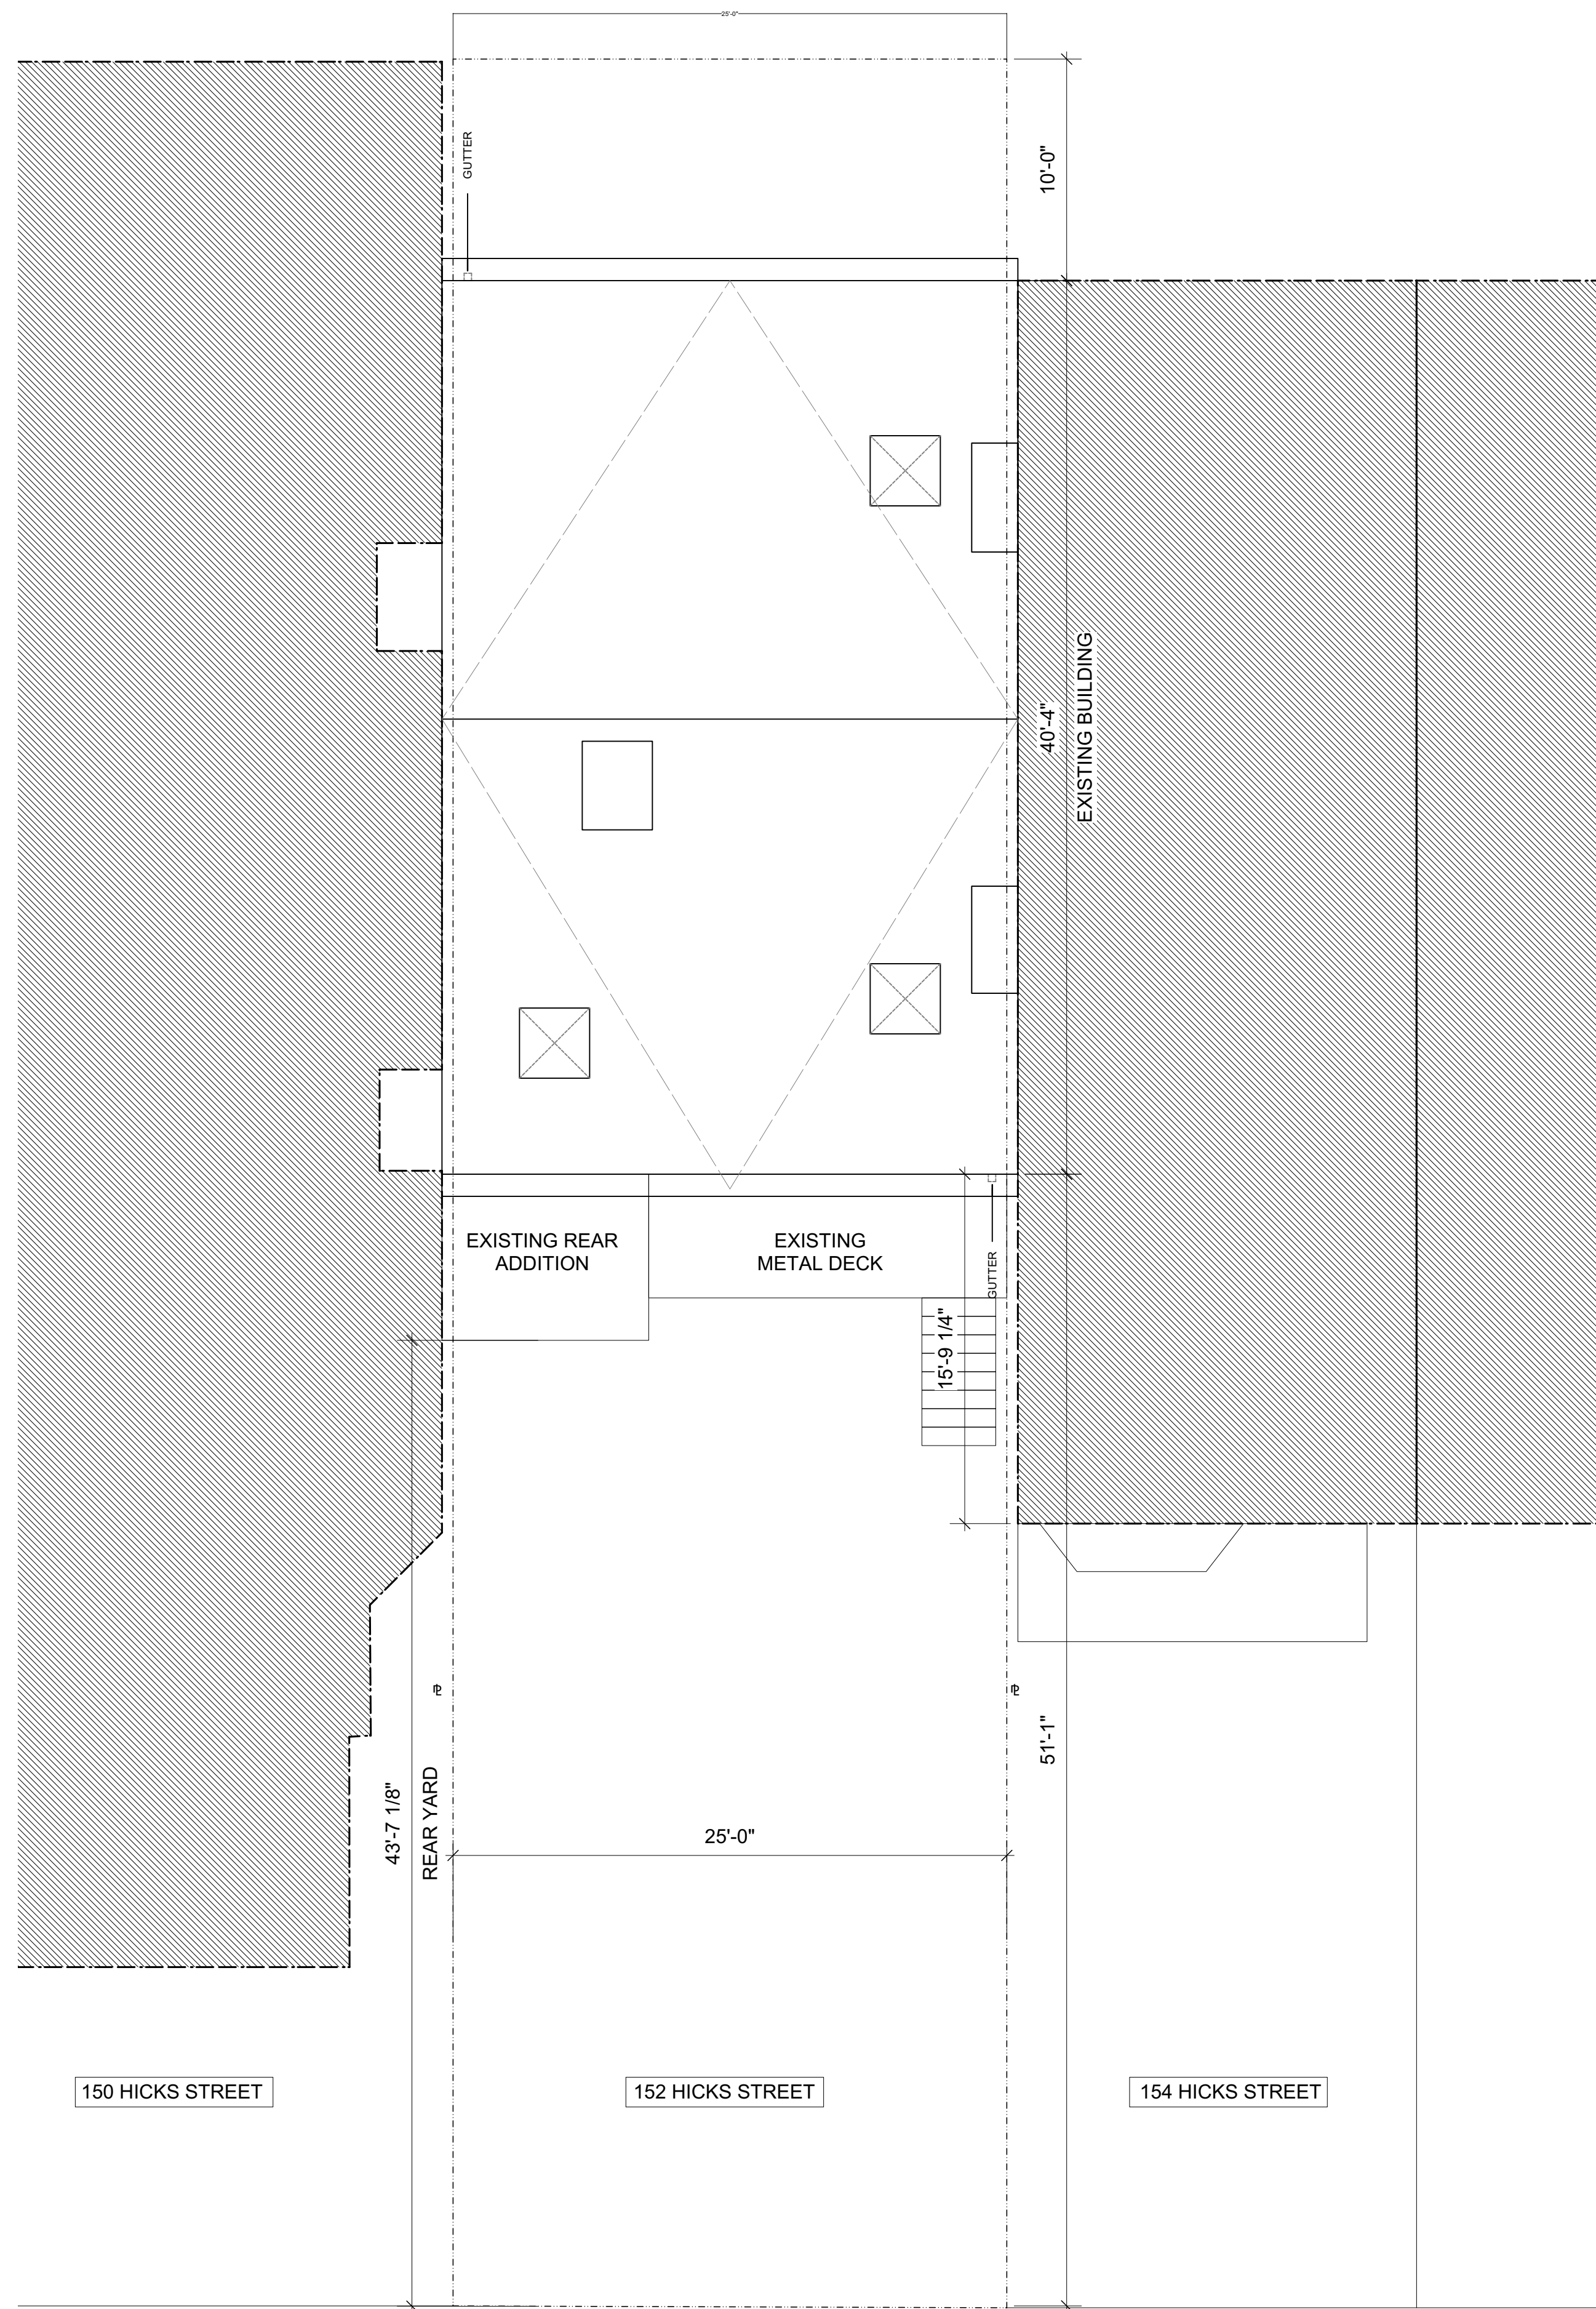 25'-0"
GUTTER
10'-0"
40'-4"
EXISTING BUILDING
EXISTING REAR
ADDITION
EXISTING
METAL DECK
GUTTER
15'-9 1/4"
PL
PL
51'-1"
43'-7 1/8"
REAR YARD
25'-0"
150 HICKS STREET
152 HICKS STREET
154 HICKS STREET